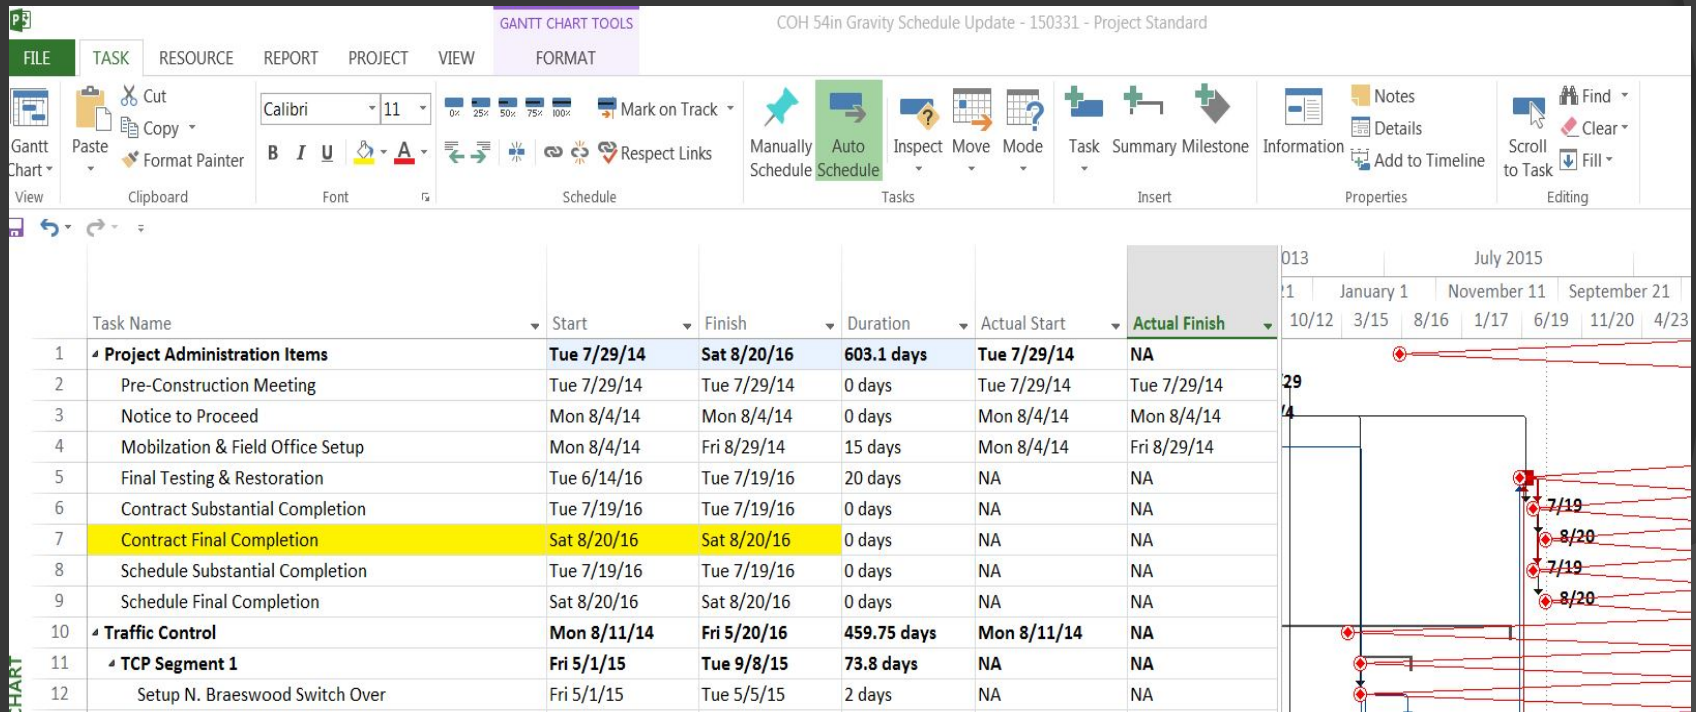 GANTT CHART TOOLS
COH 54in Gravity Schedule Update - 150331 - Project Standard
FILE TASK RESOURCE REPORT PROJECT VIEW FORMAT
Gantt
Chart
View
Paste
Cut
Copy
Format Painter
Clipboard
Calibri 11
B I U A
Font
0% 25% 50% 75% 100%
Mark on Track
Respect Links
Schedule
Manually
Schedule
Auto
Schedule
Inspect Move Mode
Tasks
Task Summary Milestone
Insert
Information
Notes
Details
Add to Timeline
Properties
Scroll
to Task
Find
Clear
Fill
Editing
013 July 2015
21 January 1 November 11 September 21
Task Name Start Finish Duration Actual Start Actual Finish 10/12 3/15 8/16 1/17 6/19 11/20 4/23
1 Project Administration Items Tue 7/29/14 Sat 8/20/16 603.1 days Tue 7/29/14 NA
2 Pre-Construction Meeting Tue 7/29/14 Tue 7/29/14 0 days Tue 7/29/14 Tue 7/29/14 29
3 Notice to Proceed Mon 8/4/14 Mon 8/4/14 0 days Mon 8/4/14 Mon 8/4/14 /4
4 Mobilzation & Field Office Setup Mon 8/4/14 Fri 8/29/14 15 days Mon 8/4/14 Fri 8/29/14
5 Final Testing & Restoration Tue 6/14/16 Tue 7/19/16 20 days NA NA
6 Contract Substantial Completion Tue 7/19/16 Tue 7/19/16 0 days NA NA 7/19
7 Contract Final Completion Sat 8/20/16 Sat 8/20/16 0 days NA NA 8/20
8 Schedule Substantial Completion Tue 7/19/16 Tue 7/19/16 0 days NA NA 7/19
9 Schedule Final Completion Sat 8/20/16 Sat 8/20/16 0 days NA NA 8/20
10 Traffic Control Mon 8/11/14 Fri 5/20/16 459.75 days Mon 8/11/14 NA
11 TCP Segment 1 Fri 5/1/15 Tue 9/8/15 73.8 days NA NA
12 Setup N. Braeswood Switch Over Fri 5/1/15 Tue 5/5/15 2 days NA NA
CHART